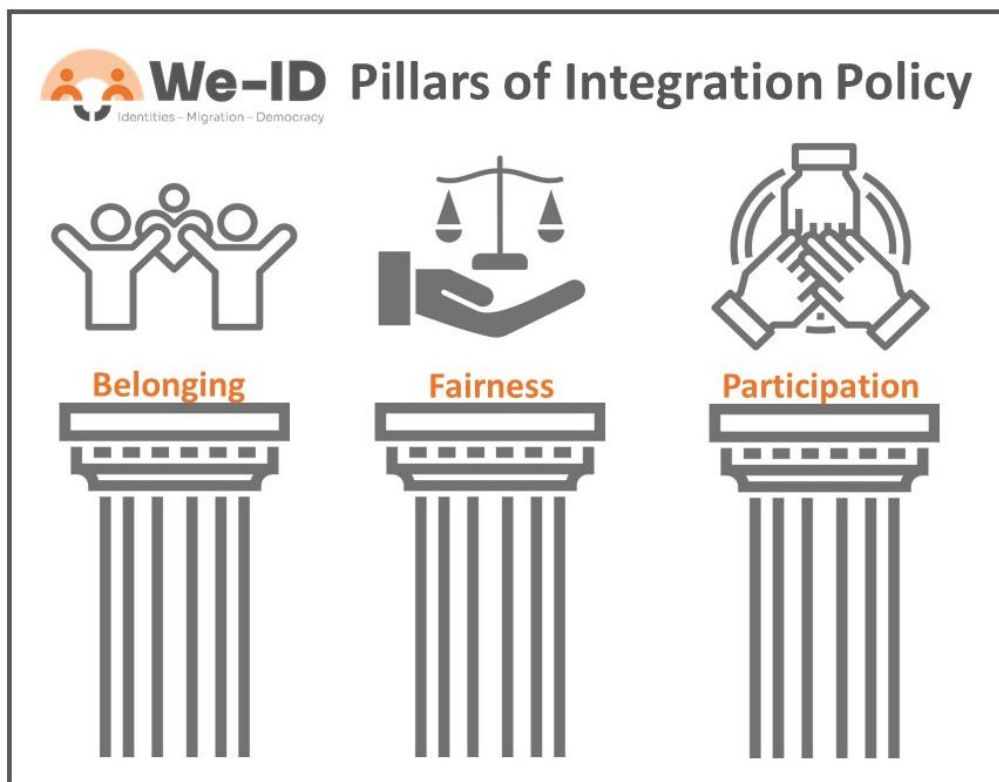 We-ID Pillars of Integration Policy
Identities – Migration – Democracy
Belonging
Fairness
Participation